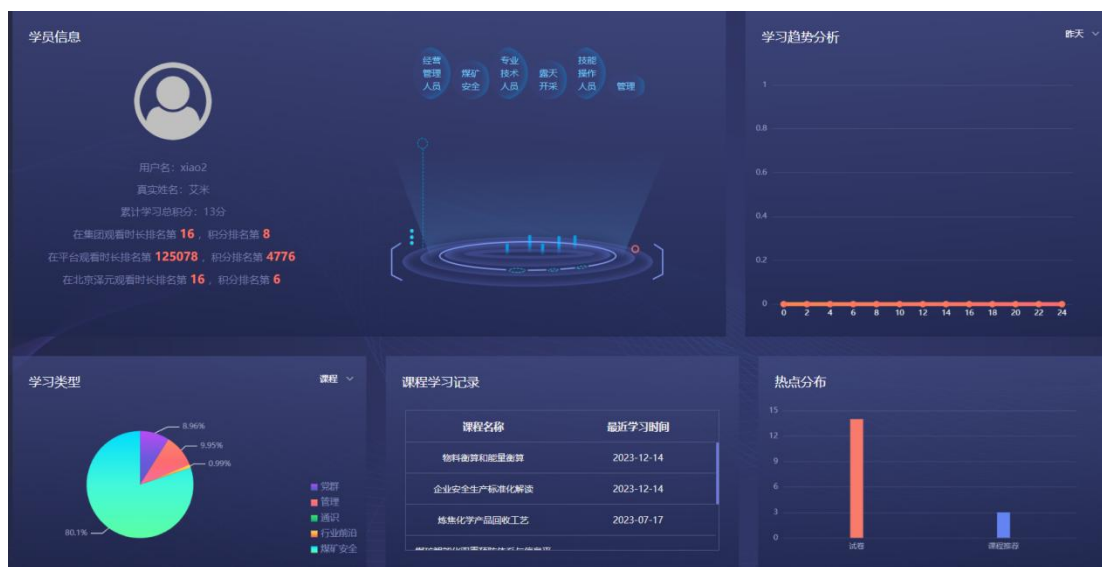 学员信息
用户名：xiao2
真实姓名：艾米
累计学习总积分：13分
在集团观看时长排名第 16 ，积分排名第 8
在平台观看时长排名第 125078 ，积分排名第 4776
在北京泽元观看时长排名第 16 ，积分排名第 6
经营
管理
人员
煤矿
安全
专业
技术
人员
露天
开采
技能
操作
人员
管理
学习趋势分析
昨天
1
0.8
0.6
0.4
0.2
0
0 2 4 6 8 10 12 14 16 18 20 22 24
学习类型
课程
8.96%
9.95%
0.99%
80.1%
党群
管理
通识
行业前沿
煤矿安全
课程学习记录
课程名称 最近学习时间
物料衡算和能量衡算 2023-12-14
企业安全生产标准化解读 2023-12-14
炼焦化学产品回收工艺 2023-07-17
热点分布
15
12
9
6
3
0
试卷 课程推荐